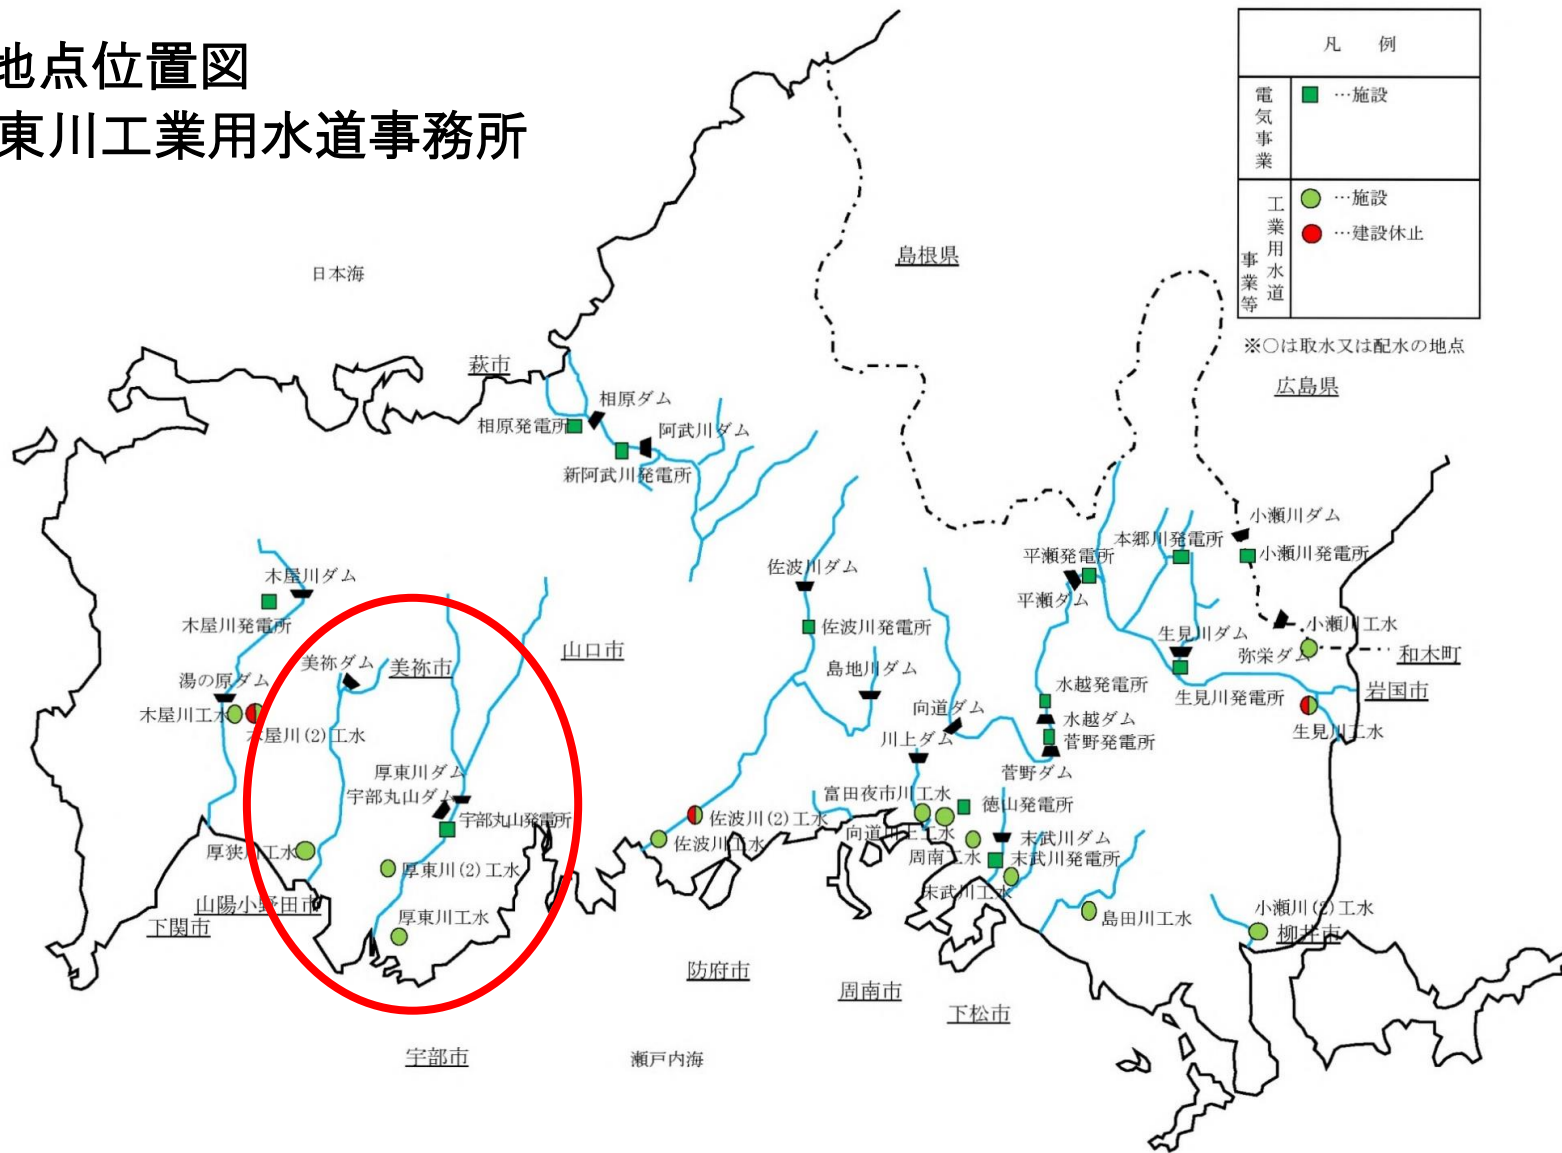 地点位置図
東川工業用水道事務所
凡　例
電気事業
…施設
工業用水道
事業等
…施設
…建設休止
※○は取水又は配水の地点
日本海
島根県
広島県
萩市
相原ダム
相原発電所
阿武川ダム
新阿武川発電所
小瀬川ダム
小瀬川発電所
本郷川発電所
平瀬発電所
平瀬ダム
佐波川ダム
佐波川発電所
木屋川ダム
木屋川発電所
湯の原ダム
木屋川工水
木屋川(2)工水
美祢ダム
美祢市
山口市
島地川ダム
向道ダム
川上ダム
水越発電所
水越ダム
菅野発電所
菅野ダム
生見川ダム
生見川発電所
小瀬川工水
弥栄ダム
和木町
岩国市
生見川工水
厚東川ダム
宇部丸山ダム
宇部丸山発電所
厚狭川工水
厚東川(2)工水
厚東川工水
山陽小野田市
下関市
佐波川(2)工水
佐波川工水
富田夜市川工水
徳山発電所
向道川上工水
周南工水
末武川ダム
末武川発電所
末武川工水
島田川工水
小瀬川(2)工水
柳井市
防府市
周南市
下松市
宇部市
瀬戸内海